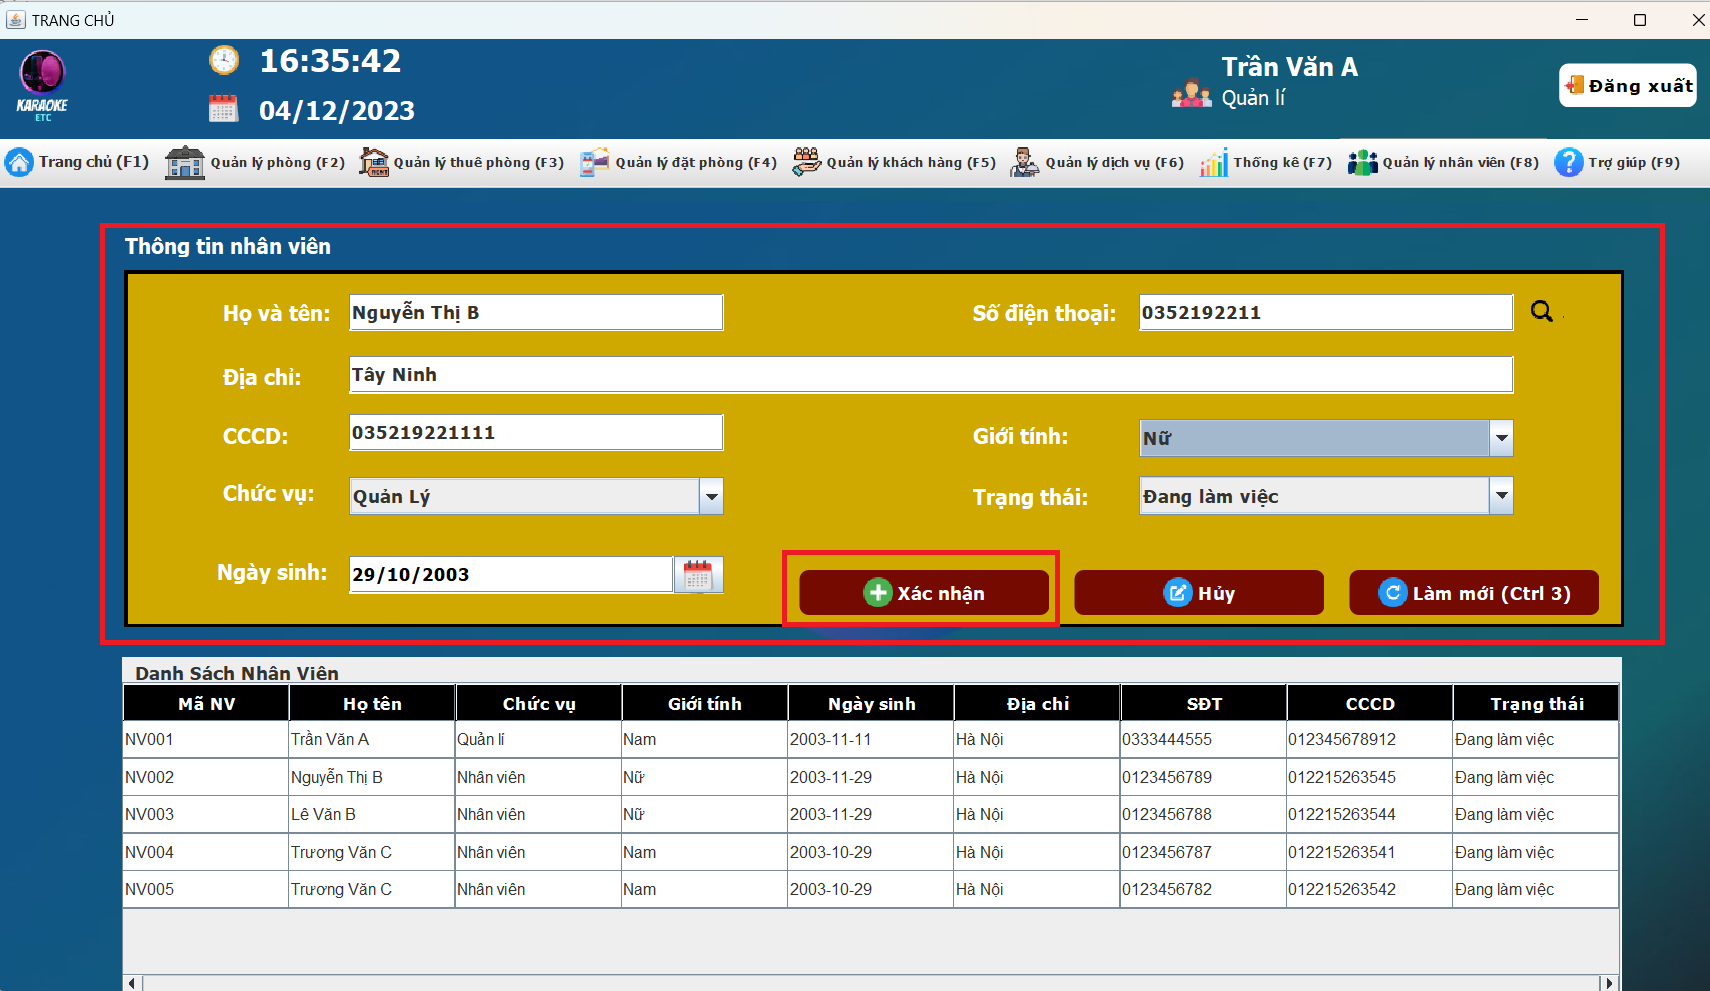 TRANG CHỦ
KARAOKE
ETC
16:35:42
04/12/2023
Trần Văn A
Quản lí
Đăng xuất
Trang chủ (F1) Quản lý phòng (F2) Quản lý thuê phòng (F3) Quản lý đặt phòng (F4) Quản lý khách hàng (F5) Quản lý dịch vụ (F6) Thống kê (F7) Quản lý nhân viên (F8) Trợ giúp (F9)
Thông tin nhân viên
Họ và tên: Nguyễn Thị B Số điện thoại: 0352192211
Địa chỉ: Tây Ninh
CCCD: 035219221111 Giới tính: Nữ
Chức vụ: Quản Lý Trạng thái: Đang làm việc
Ngày sinh: 29/10/2003
Xác nhận Hủy Làm mới (Ctrl 3)
Danh Sách Nhân Viên
Mã NV Họ tên Chức vụ Giới tính Ngày sinh Địa chỉ SĐT CCCD Trạng thái
NV001 Trần Văn A Quản lí Nam 2003-11-11 Hà Nội 0333444555 012345678912 Đang làm việc
NV002 Nguyễn Thị B Nhân viên Nữ 2003-11-29 Hà Nội 0123456789 012215263545 Đang làm việc
NV003 Lê Văn B Nhân viên Nữ 2003-11-29 Hà Nội 0123456788 012215263544 Đang làm việc
NV004 Trương Văn C Nhân viên Nam 2003-10-29 Hà Nội 0123456787 012215263541 Đang làm việc
NV005 Trương Văn C Nhân viên Nam 2003-10-29 Hà Nội 0123456782 012215263542 Đang làm việc